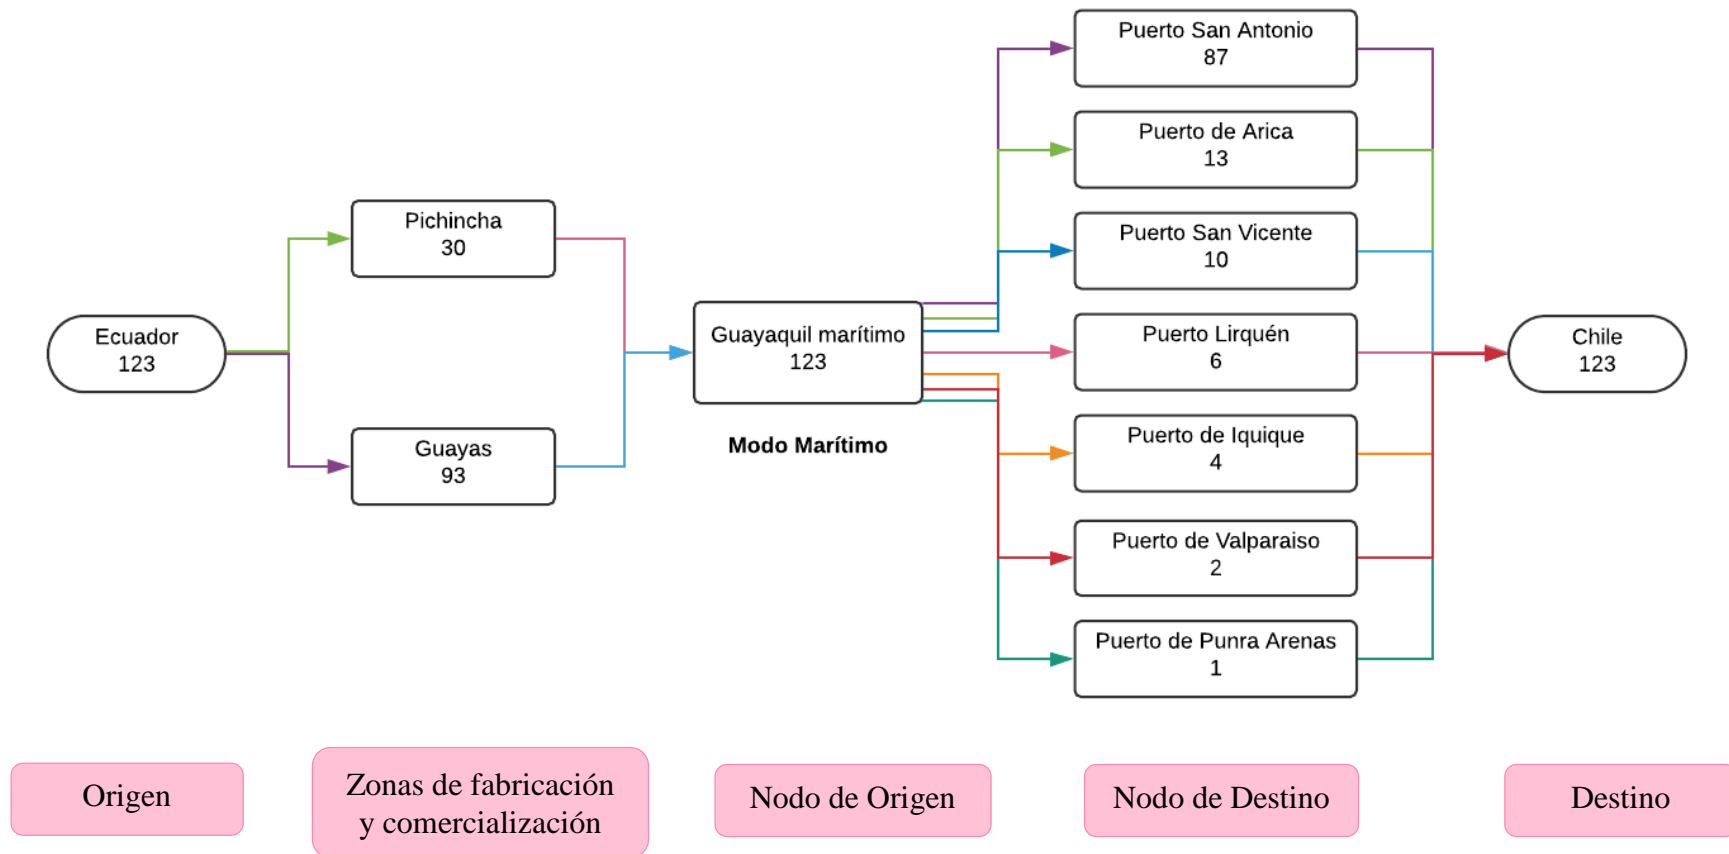 Ecuador
123
Pichincha
30
Guayas
93
Guayaquil marítimo
123
Modo Marítimo
Puerto San Antonio
87
Puerto de Arica
13
Puerto San Vicente
10
Puerto Lirquén
6
Puerto de Iquique
4
Puerto de Valparaiso
2
Puerto de Punra Arenas
1
Chile
123
Origen
Zonas de fabricación
y comercialización
Nodo de Origen
Nodo de Destino
Destino